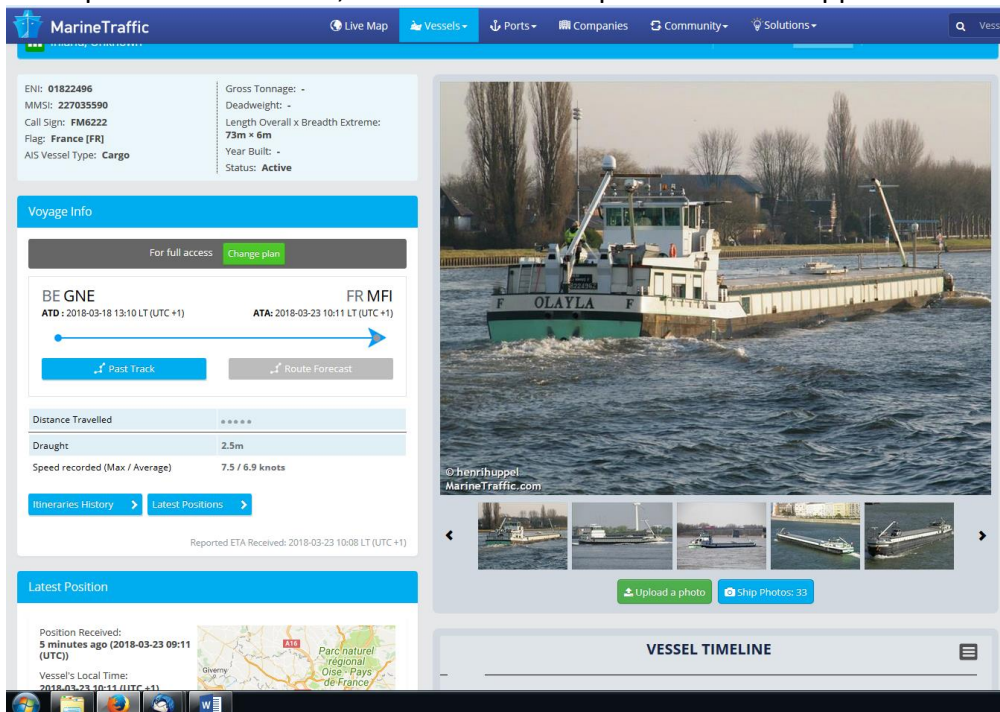 MarineTraffic
Live Map
Vessels
Ports
Companies
Community
Solutions
Vess
Inland, Unknown
ENI: 01822496
MMSI: 227035590
Call Sign: FM6222
Flag: France [FR]
AIS Vessel Type: Cargo
Gross Tonnage: -
Deadweight: -
Length Overall x Breadth Extreme:
73m × 6m
Year Built: -
Status: Active
Voyage Info
For full access Change plan
BE GNE
ATD : 2018-03-18 13:10 LT (UTC +1)
FR MFI
ATA: 2018-03-23 10:11 LT (UTC +1)
Past Track
Route Forecast
Distance Travelled
Draught 2.5m
Speed recorded (Max / Average) 7.5 / 6.9 knots
Itineraries History
Latest Positions
Reported ETA Received: 2018-03-23 10:08 LT (UTC +1)
Latest Position
Position Received:
5 minutes ago (2018-03-23 09:11
(UTC))
Vessel's Local Time:
2018-03-23 10:11 (UTC +1)
A16
Giverny
Parc naturel
régional
Oise - Pays
de France
F OLAYLA F
© henrihuppel
MarineTraffic.com
Upload a photo
Ship Photos: 33
VESSEL TIMELINE
W